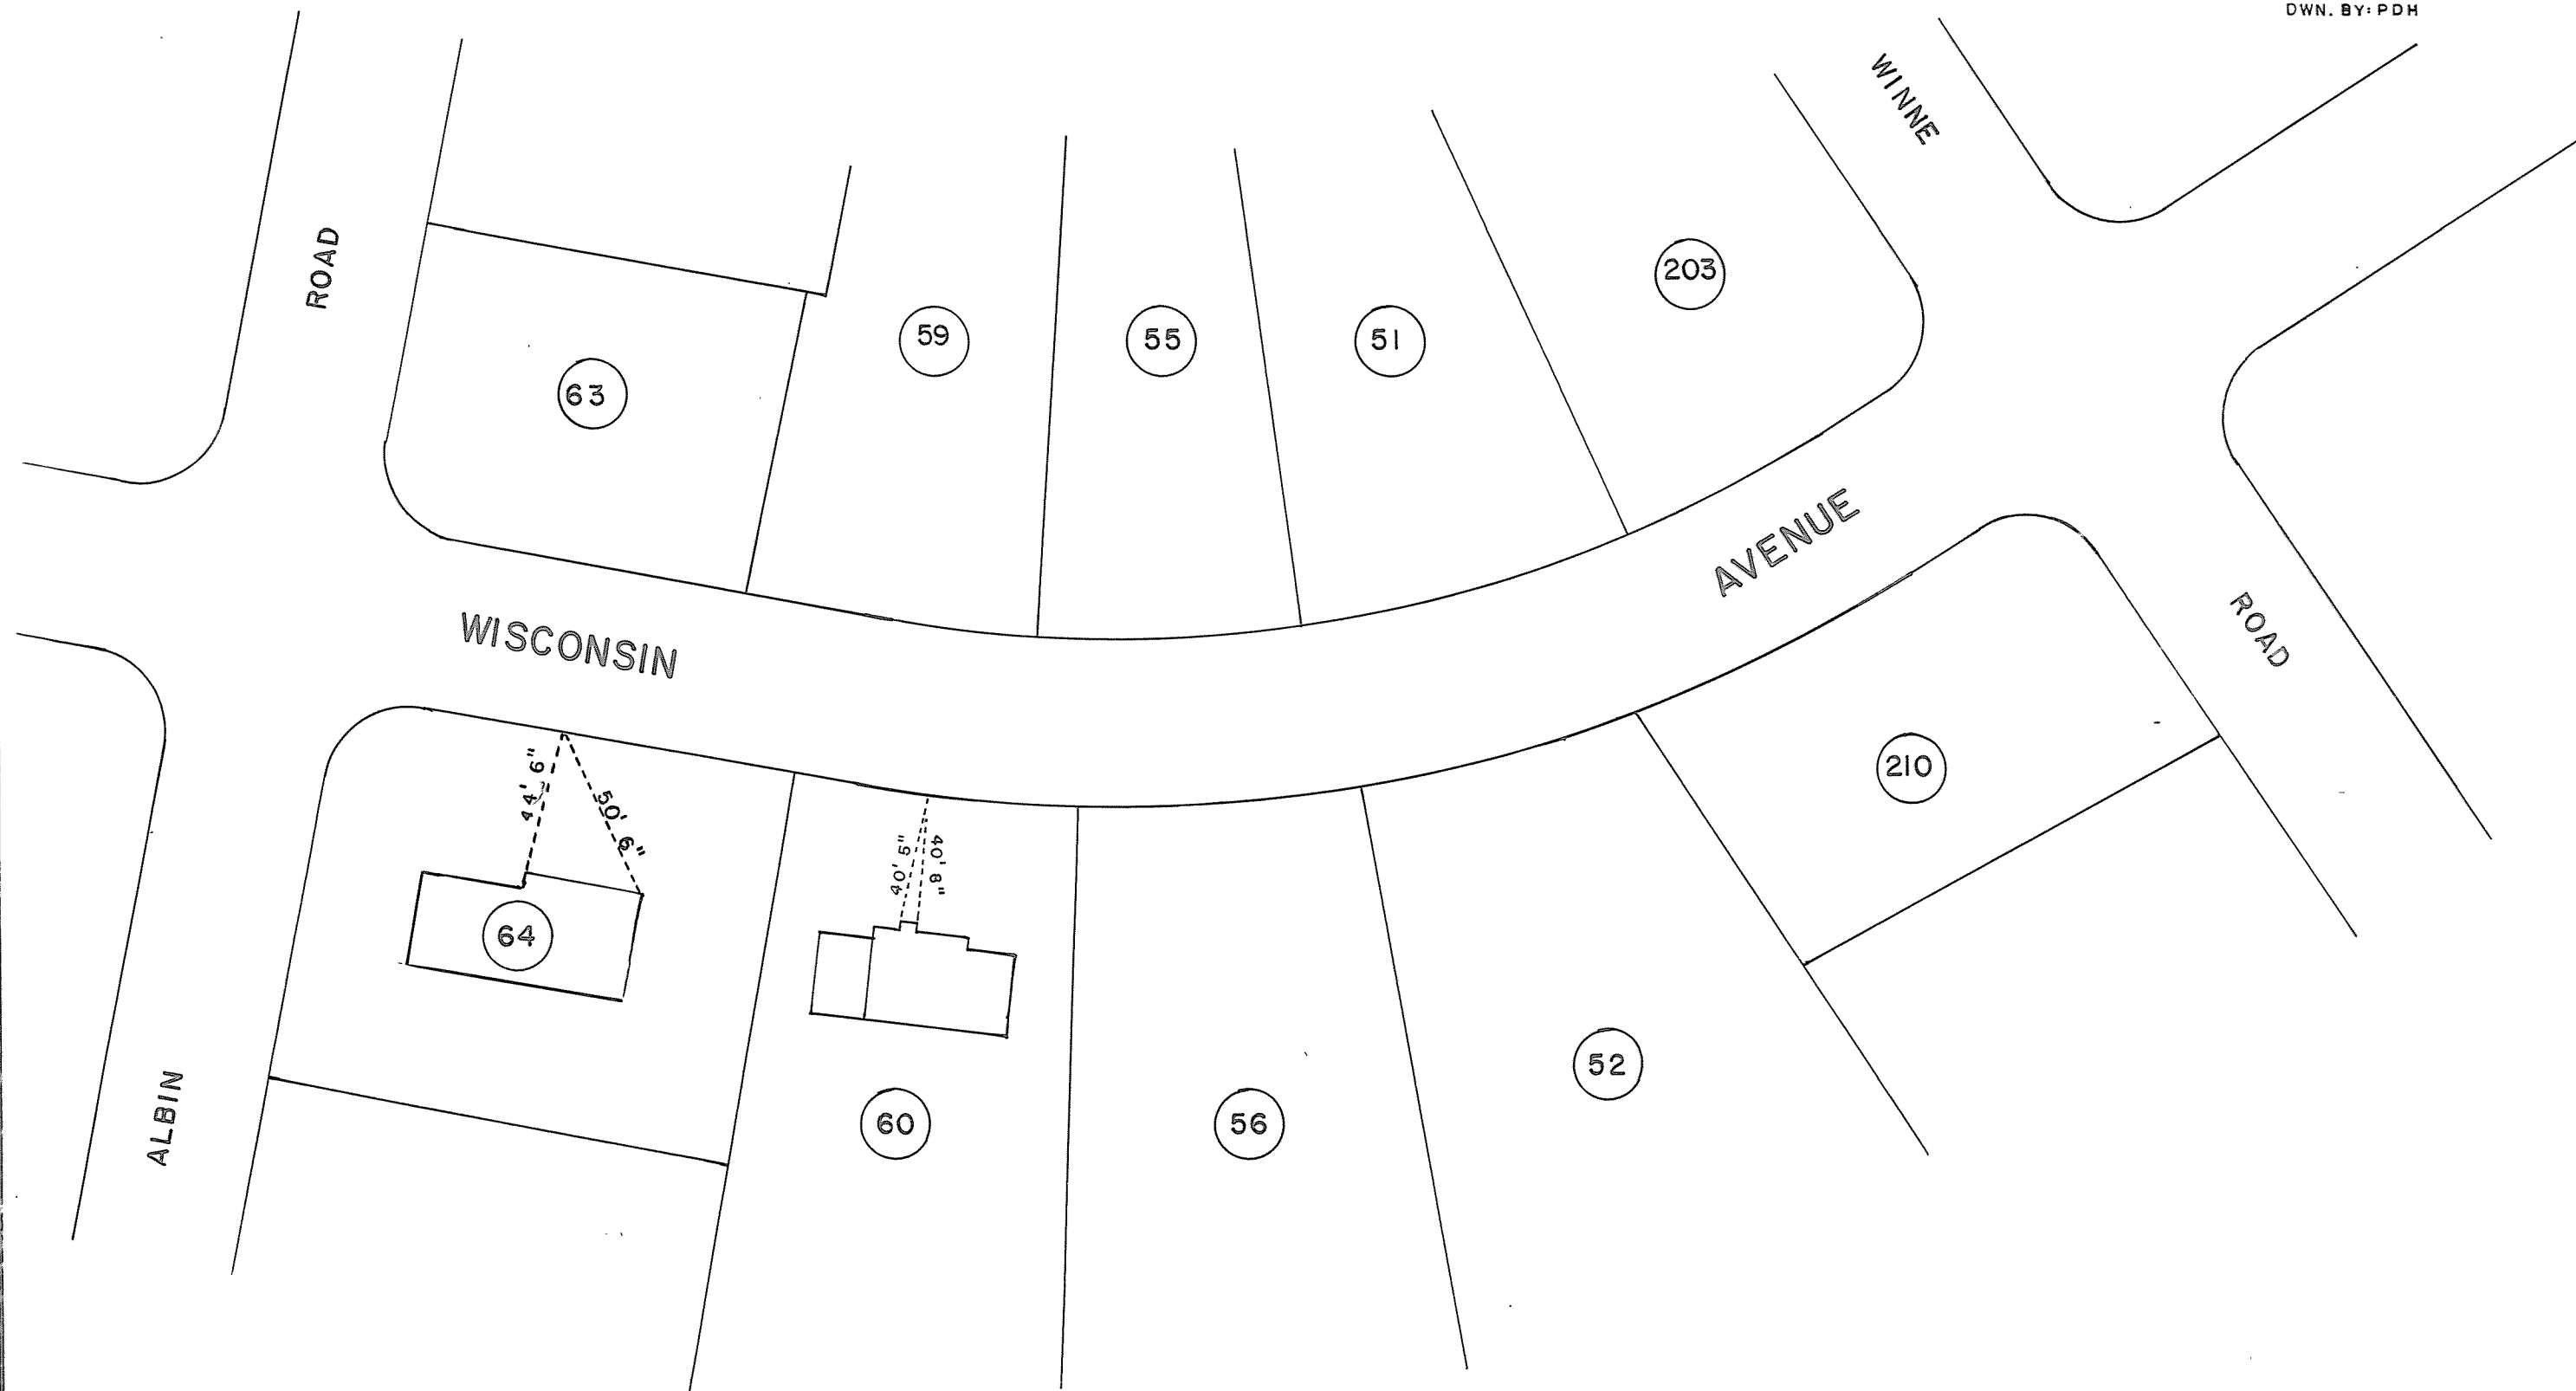 DWN. BY: PDH
WINNE
ROAD
203
59
55
51
63
AVENUE
WISCONSIN
ROAD
44' 6"
50' 6"
210
40' 5"
40' 8"
64
52
ALBIN
60
56